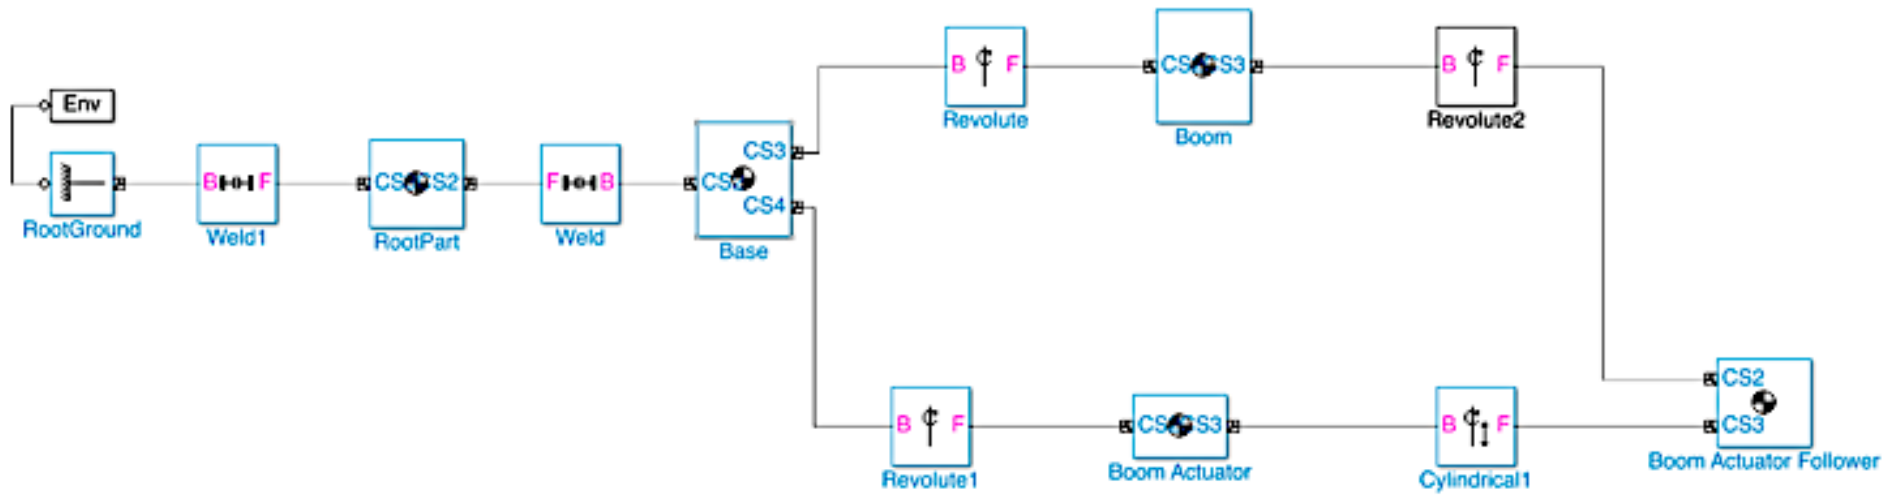 Env
RootGround
B F
Weld1
CS CS2
RootPart
F B
Weld
CS
CS3
CS4
Base
B F
Revolute
CS CS3
Boom
B F
Revolute2
B F
Revolute1
CS CS3
Boom Actuator
B F
Cylindrical1
CS2
CS3
Boom Actuator Follower